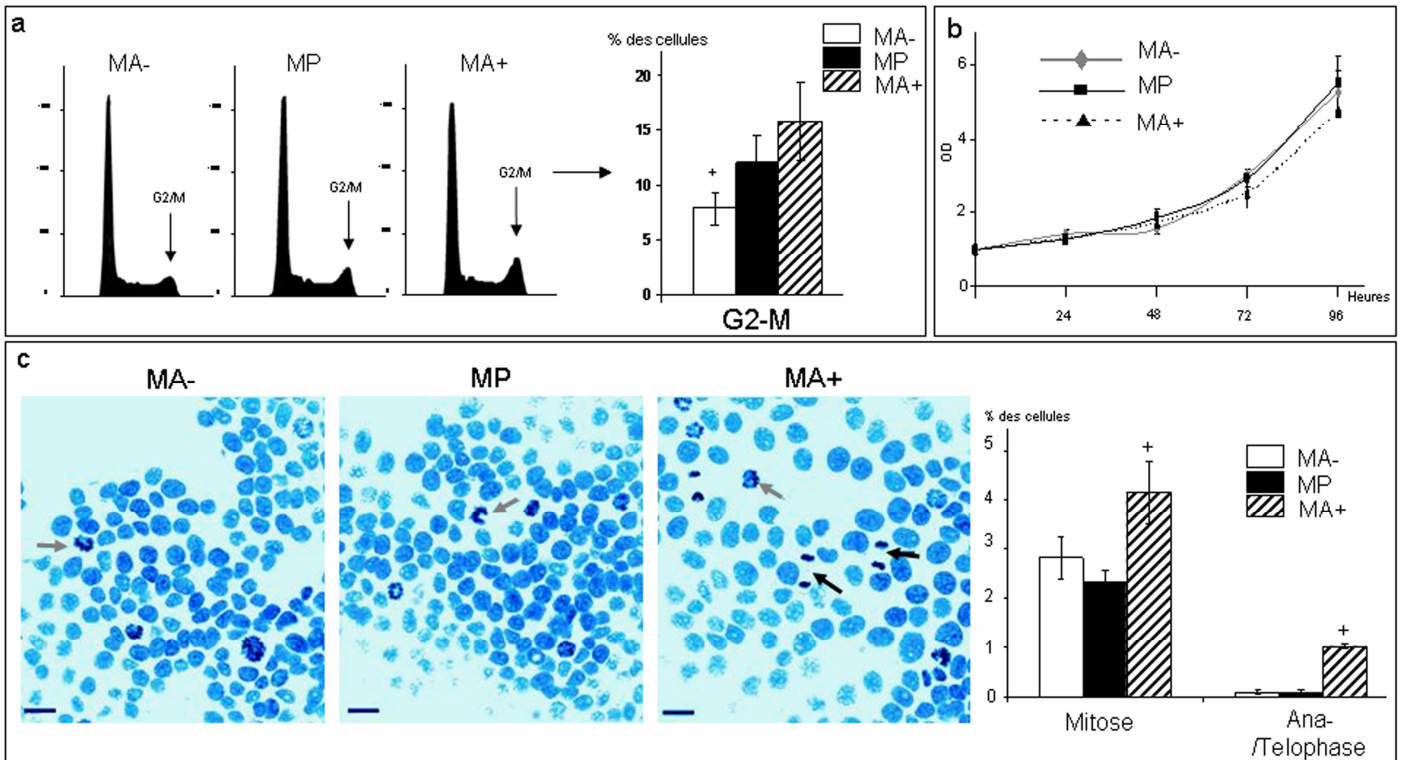 a
MA-
MP
MA+
G2/M
G2/M
G2/M
% des cellules
20
15
10
5
0
+
MA-
MP
MA+
G2-M
b
MA-
MP
MA+
OD
6
4
2
0
24
48
72
96
Heures
c
MA-
MP
MA+
% des cellules
5
4
3
2
1
0
+
+
MA-
MP
MA+
Mitose
Ana-
/Telophase